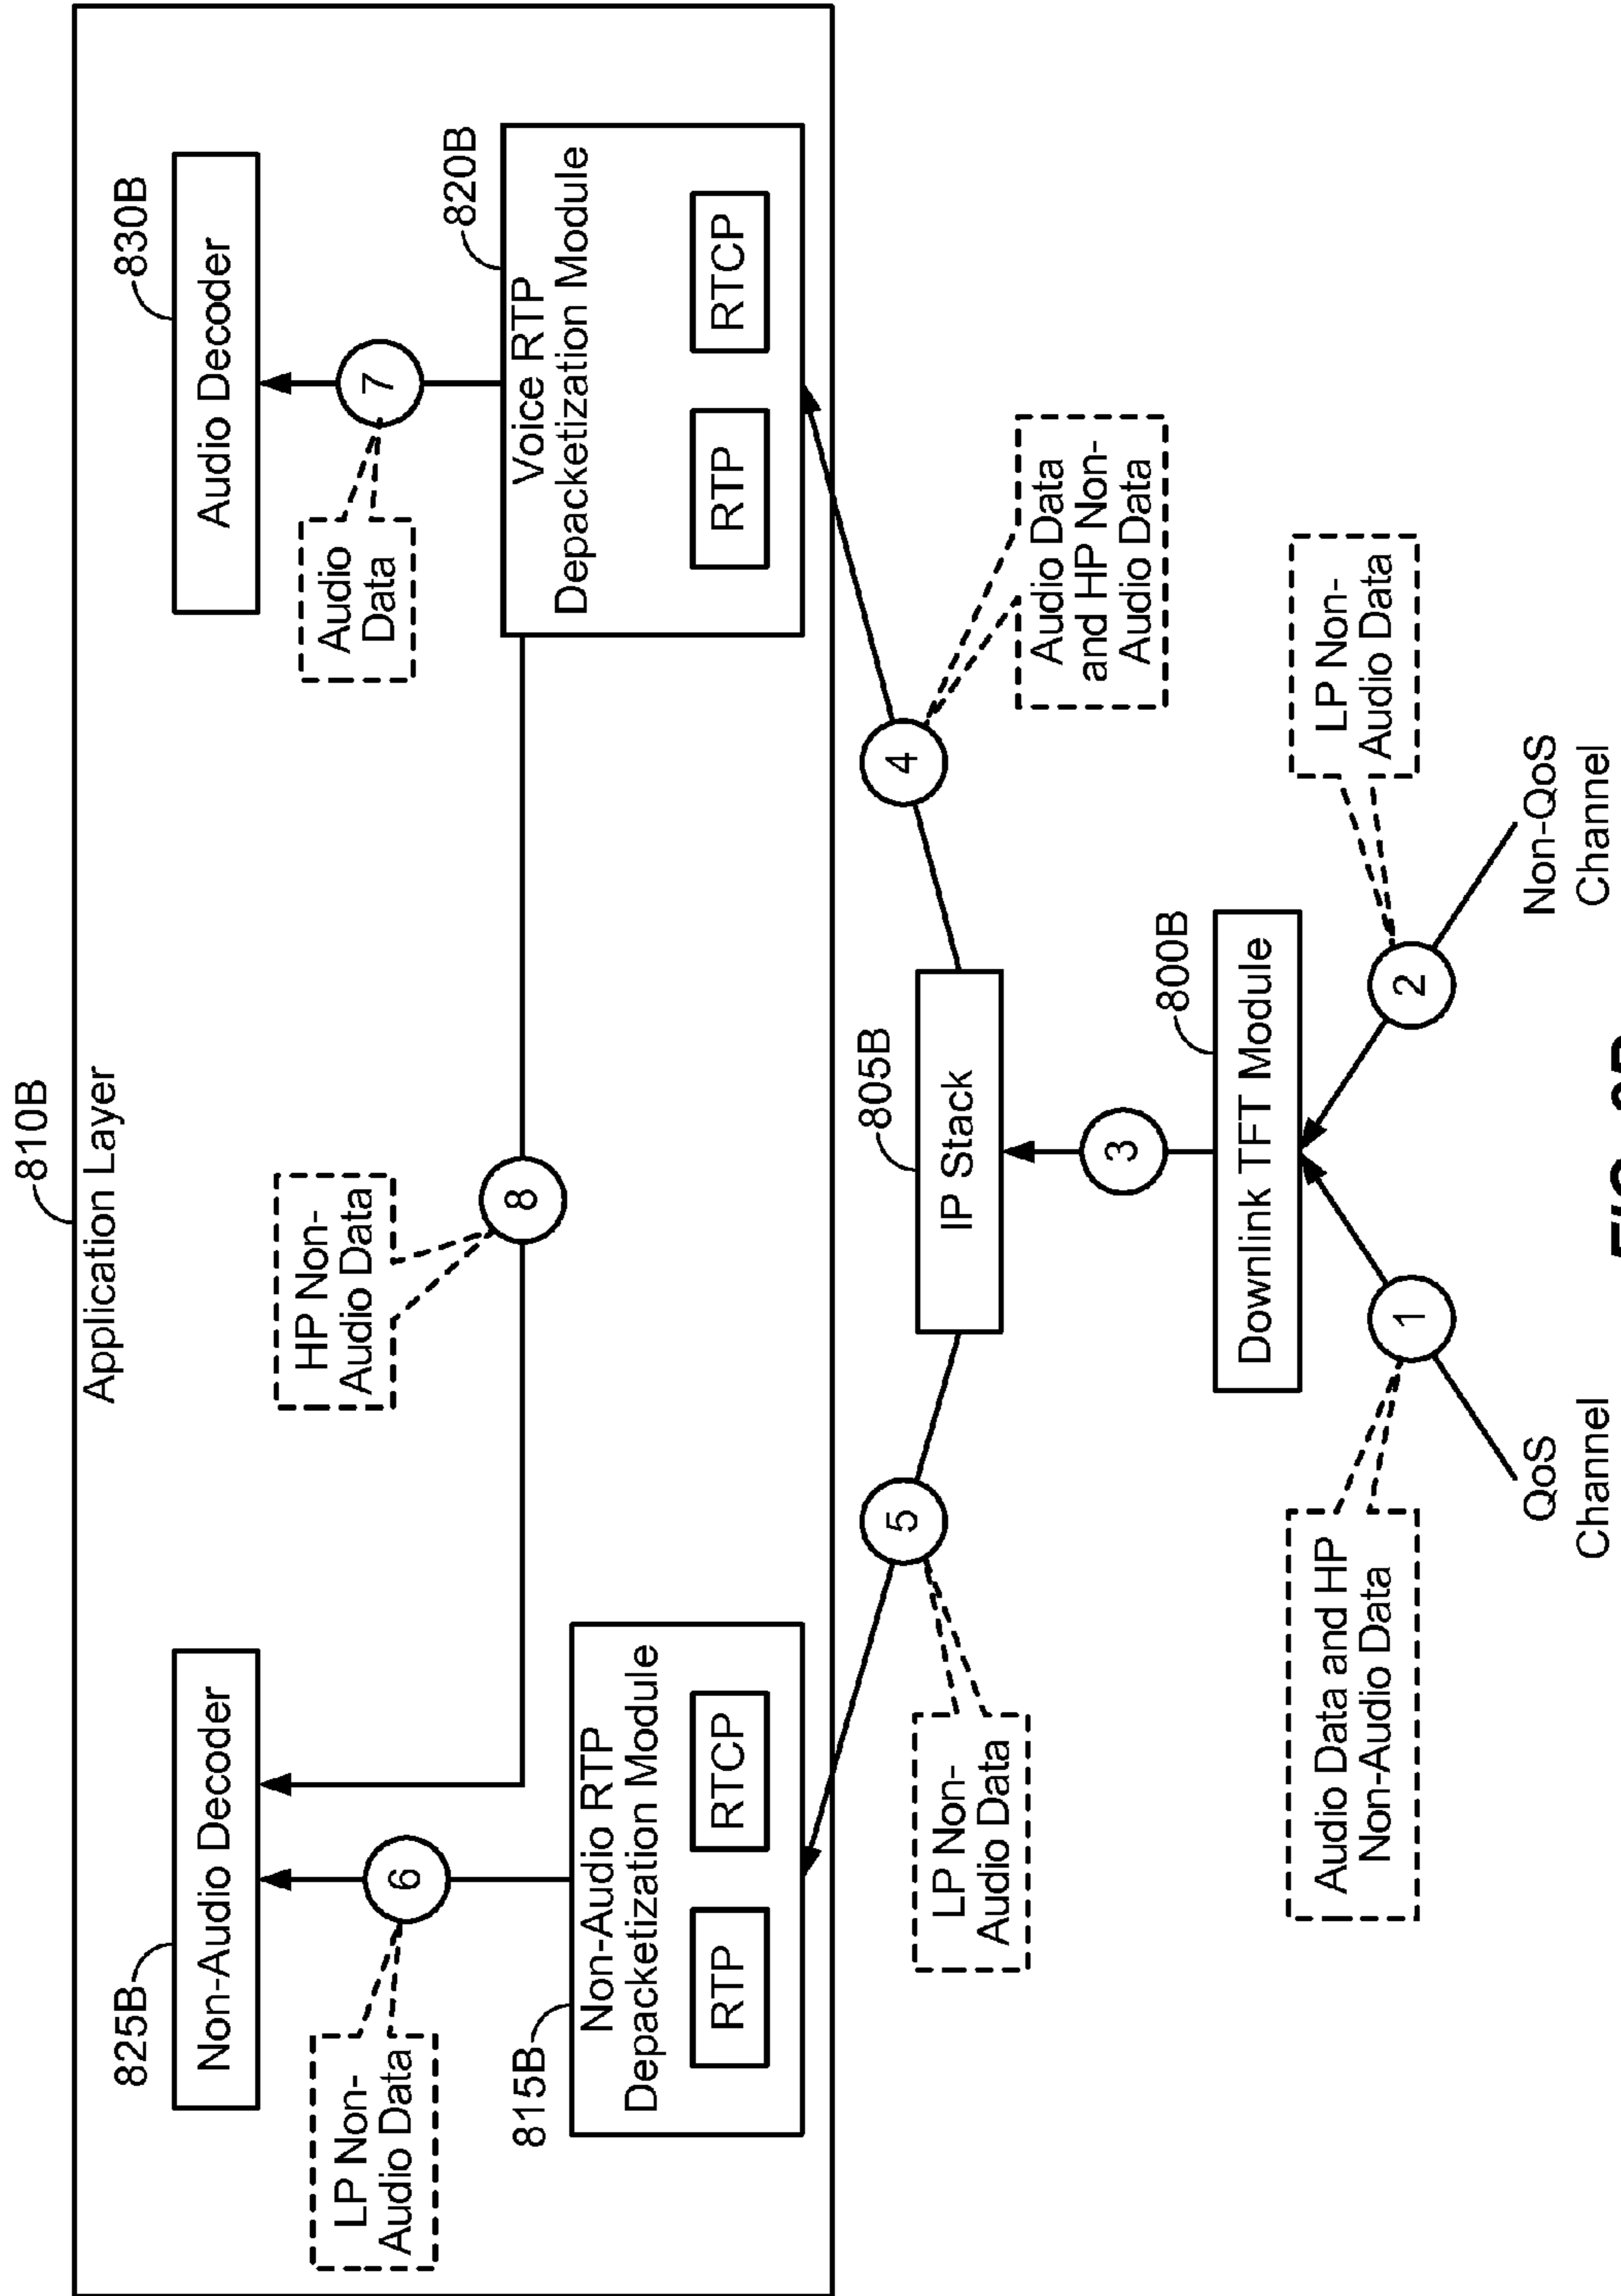 810B
Application Layer
825B
Non-Audio Decoder
830B
Audio Decoder
HP Non-
Audio Data
LP Non-
Audio Data
6
8
Audio
Data
7
815B
Non-Audio RTP
Depacketization Module
RTP
RTCP
820B
Voice RTP
Depacketization Module
RTP
RTCP
5
LP Non-
Audio Data
805B
IP Stack
4
Audio Data
and HP Non-
Audio Data
3
800B
Downlink TFT Module
Audio Data and HP
Non-Audio Data
1
2
LP Non-
Audio Data
QoS
Channel
Non-QoS
Channel